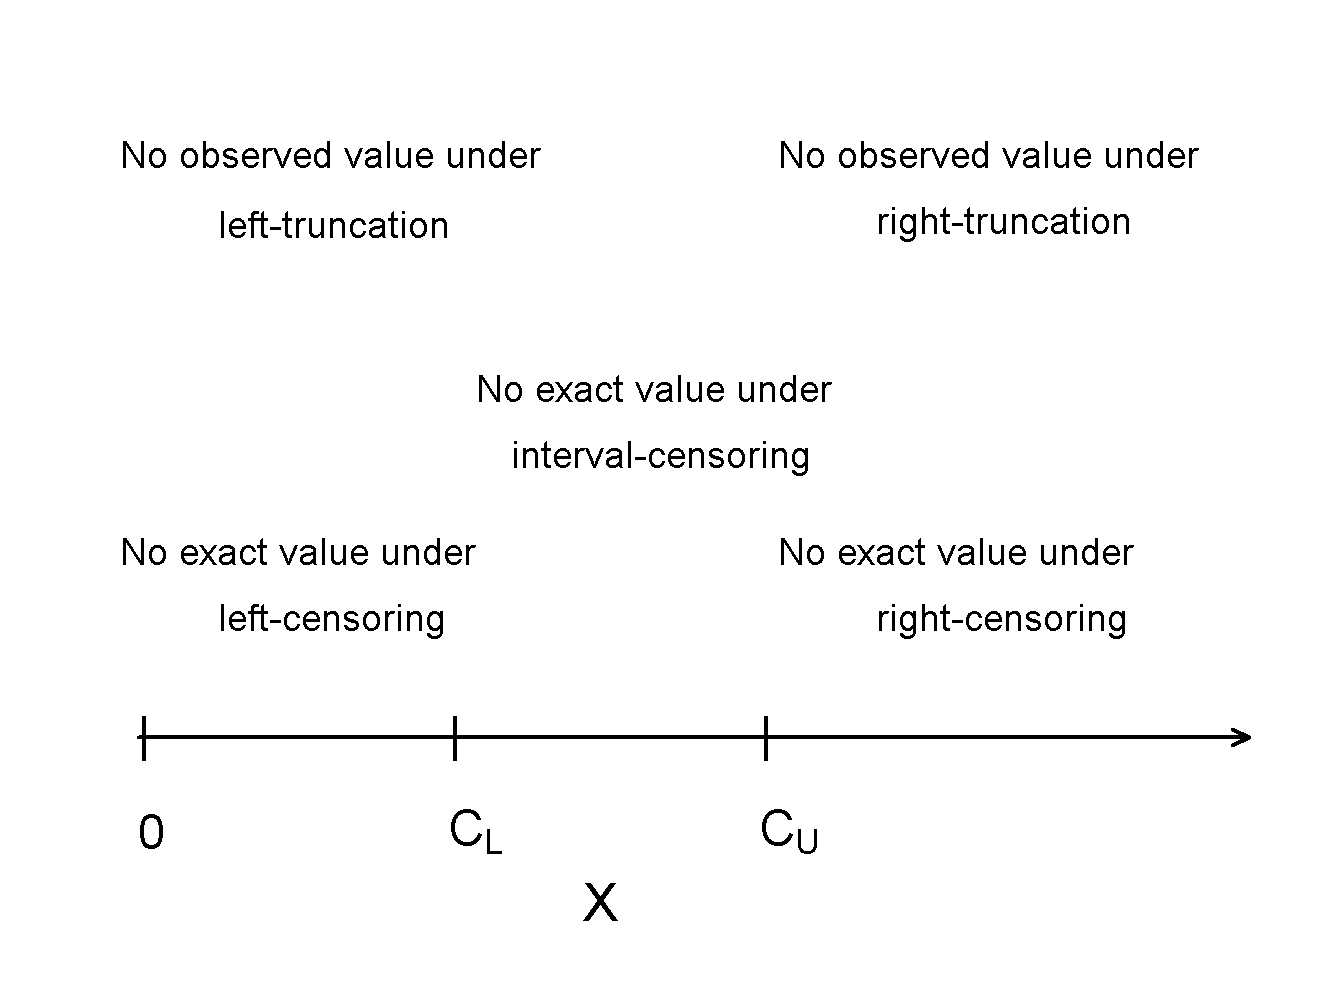 No observed value under
left-truncation
No observed value under
right-truncation
No exact value under
interval-censoring
No exact value under
left-censoring
No exact value under
right-censoring
0
C_L
C_U
X